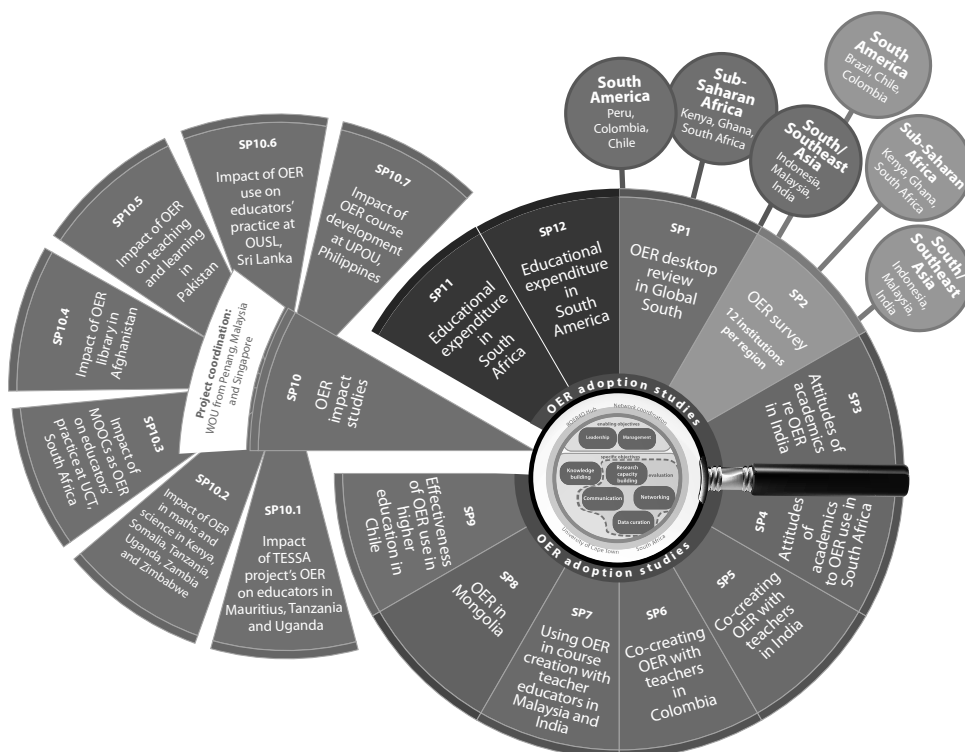 South
America
Peru,
Colombia,
Chile
Sub-
Saharan
Africa
Kenya, Ghana,
South Africa
South/
Southeast
Asia
Indonesia,
Malaysia,
India
South
America
Brazil, Chile,
Colombia
Sub-Saharan
Africa
Kenya, Ghana,
South Africa
South/
Southeast
Asia
Indonesia,
Malaysia,
India
SP1
OER desktop
review
in Global
South
SP2
OER survey
12 institutions
per region
SP3
Attitudes of
academics
re OER
in India
SP4
Attitudes
of
academics
to OER use in
South Africa
SP5
Co-creating
OER with
teachers
in India
SP6
Co-creating
OER with
teachers
in
Colombia
SP7
Using OER
in course
creation with
teacher
educators in
Malaysia and
India
SP8
OER in
Mongolia
SP9
Effectiveness
of OER use in
higher
education in
Chile
SP10
OER
impact
studies
Project coordination:
WOU from Penang, Malaysia
and Singapore
SP10.1
Impact of
TESSA
project's OER
on educators in
Mauritius, Tanzania
and Uganda
SP10.2
Impact of OER
in maths and
science in Kenya,
Somalia, Tanzania,
Uganda, Zambia
and Zimbabwe
SP10.3
Impact of
MOOCs as OER
on educators'
practice at UCT,
South Africa
SP10.4
Impact of OER
library in
Afghanistan
SP10.5
Impact of OER
on teaching
and learning
in
Pakistan
SP10.6
Impact of OER
use on
educators'
practice at
OUSL,
Sri Lanka
SP10.7
Impact of
OER course
development
at UPOU,
Philippines
SP11
Educational
expenditure
in
South
Africa
SP12
Educational
expenditure
in
South
America
OER adoption studies
ROER4D Hub
Network coordination
enabling objectives
Leadership
Management
specific objectives
Knowledge
building
Research
capacity
building
evaluation
Communication
Networking
Data curation
University of Cape Town
South Africa
OER adoption studies